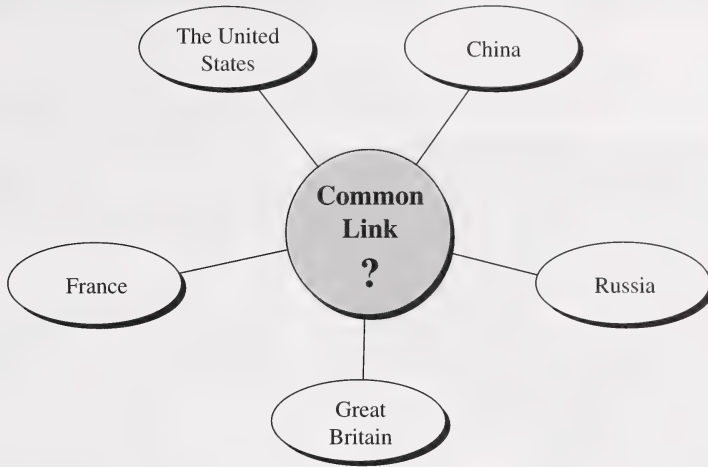 The United
States
China
Common
Link
?
France
Russia
Great
Britain